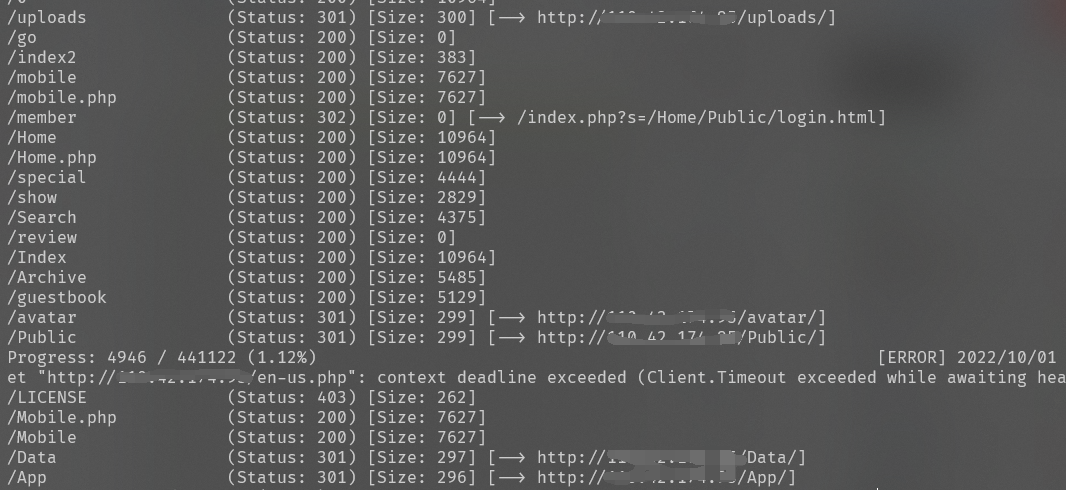 /uploads (Status: 301) [Size: 300] [--> http:// /uploads/]
/go (Status: 200) [Size: 0]
/index2 (Status: 200) [Size: 383]
/mobile (Status: 200) [Size: 7627]
/mobile.php (Status: 200) [Size: 7627]
/member (Status: 302) [Size: 0] [--> /index.php?s=/Home/Public/login.html]
/Home (Status: 200) [Size: 10964]
/Home.php (Status: 200) [Size: 10964]
/special (Status: 200) [Size: 4444]
/show (Status: 200) [Size: 2829]
/Search (Status: 200) [Size: 4375]
/review (Status: 200) [Size: 0]
/Index (Status: 200) [Size: 10964]
/Archive (Status: 200) [Size: 5485]
/guestbook (Status: 200) [Size: 5129]
/avatar (Status: 301) [Size: 299] [--> http:// /avatar/]
/Public (Status: 301) [Size: 299] [--> http:// /Public/]
Progress: 4946 / 441122 (1.12%) [ERROR] 2022/10/01
et "http:// /en-us.php": context deadline exceeded (Client.Timeout exceeded while awaiting hea
/LICENSE (Status: 403) [Size: 262]
/Mobile.php (Status: 200) [Size: 7627]
/Mobile (Status: 200) [Size: 7627]
/Data (Status: 301) [Size: 297] [--> http:// /Data/]
/App (Status: 301) [Size: 296] [--> http:// /App/]